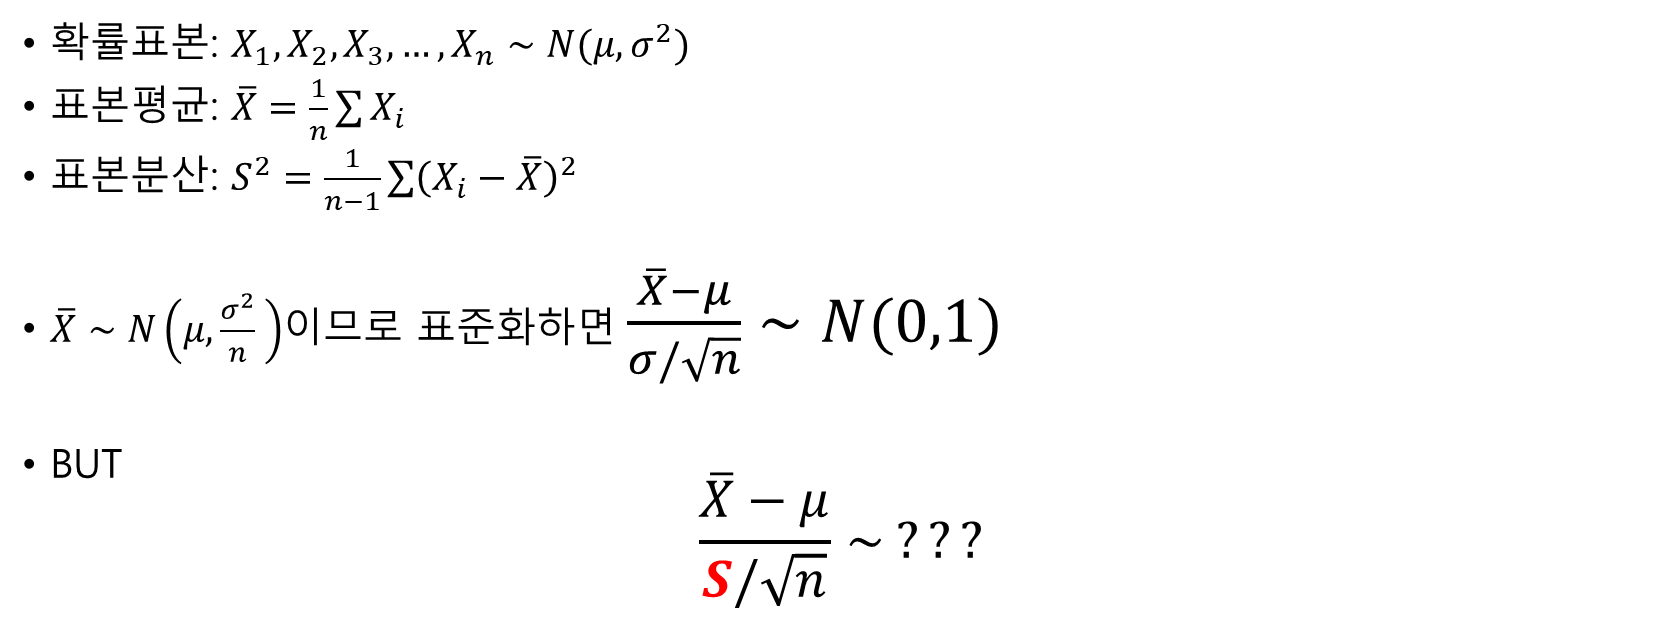 • 확률표본: X₁, X₂, X₃, … , Xₙ ~ N(μ, σ²)
• 표본평균: X̄ = 1/n ∑ Xᵢ
• 표본분산: S² = 1/(n−1) ∑(Xᵢ − X̄)²
• X̄ ~ N(μ, σ²/n)이므로 표준화하면 (X̄−μ)/(σ/√n) ~ N(0,1)
• BUT
(X̄ − μ)/(S/√n) ~ ? ? ?